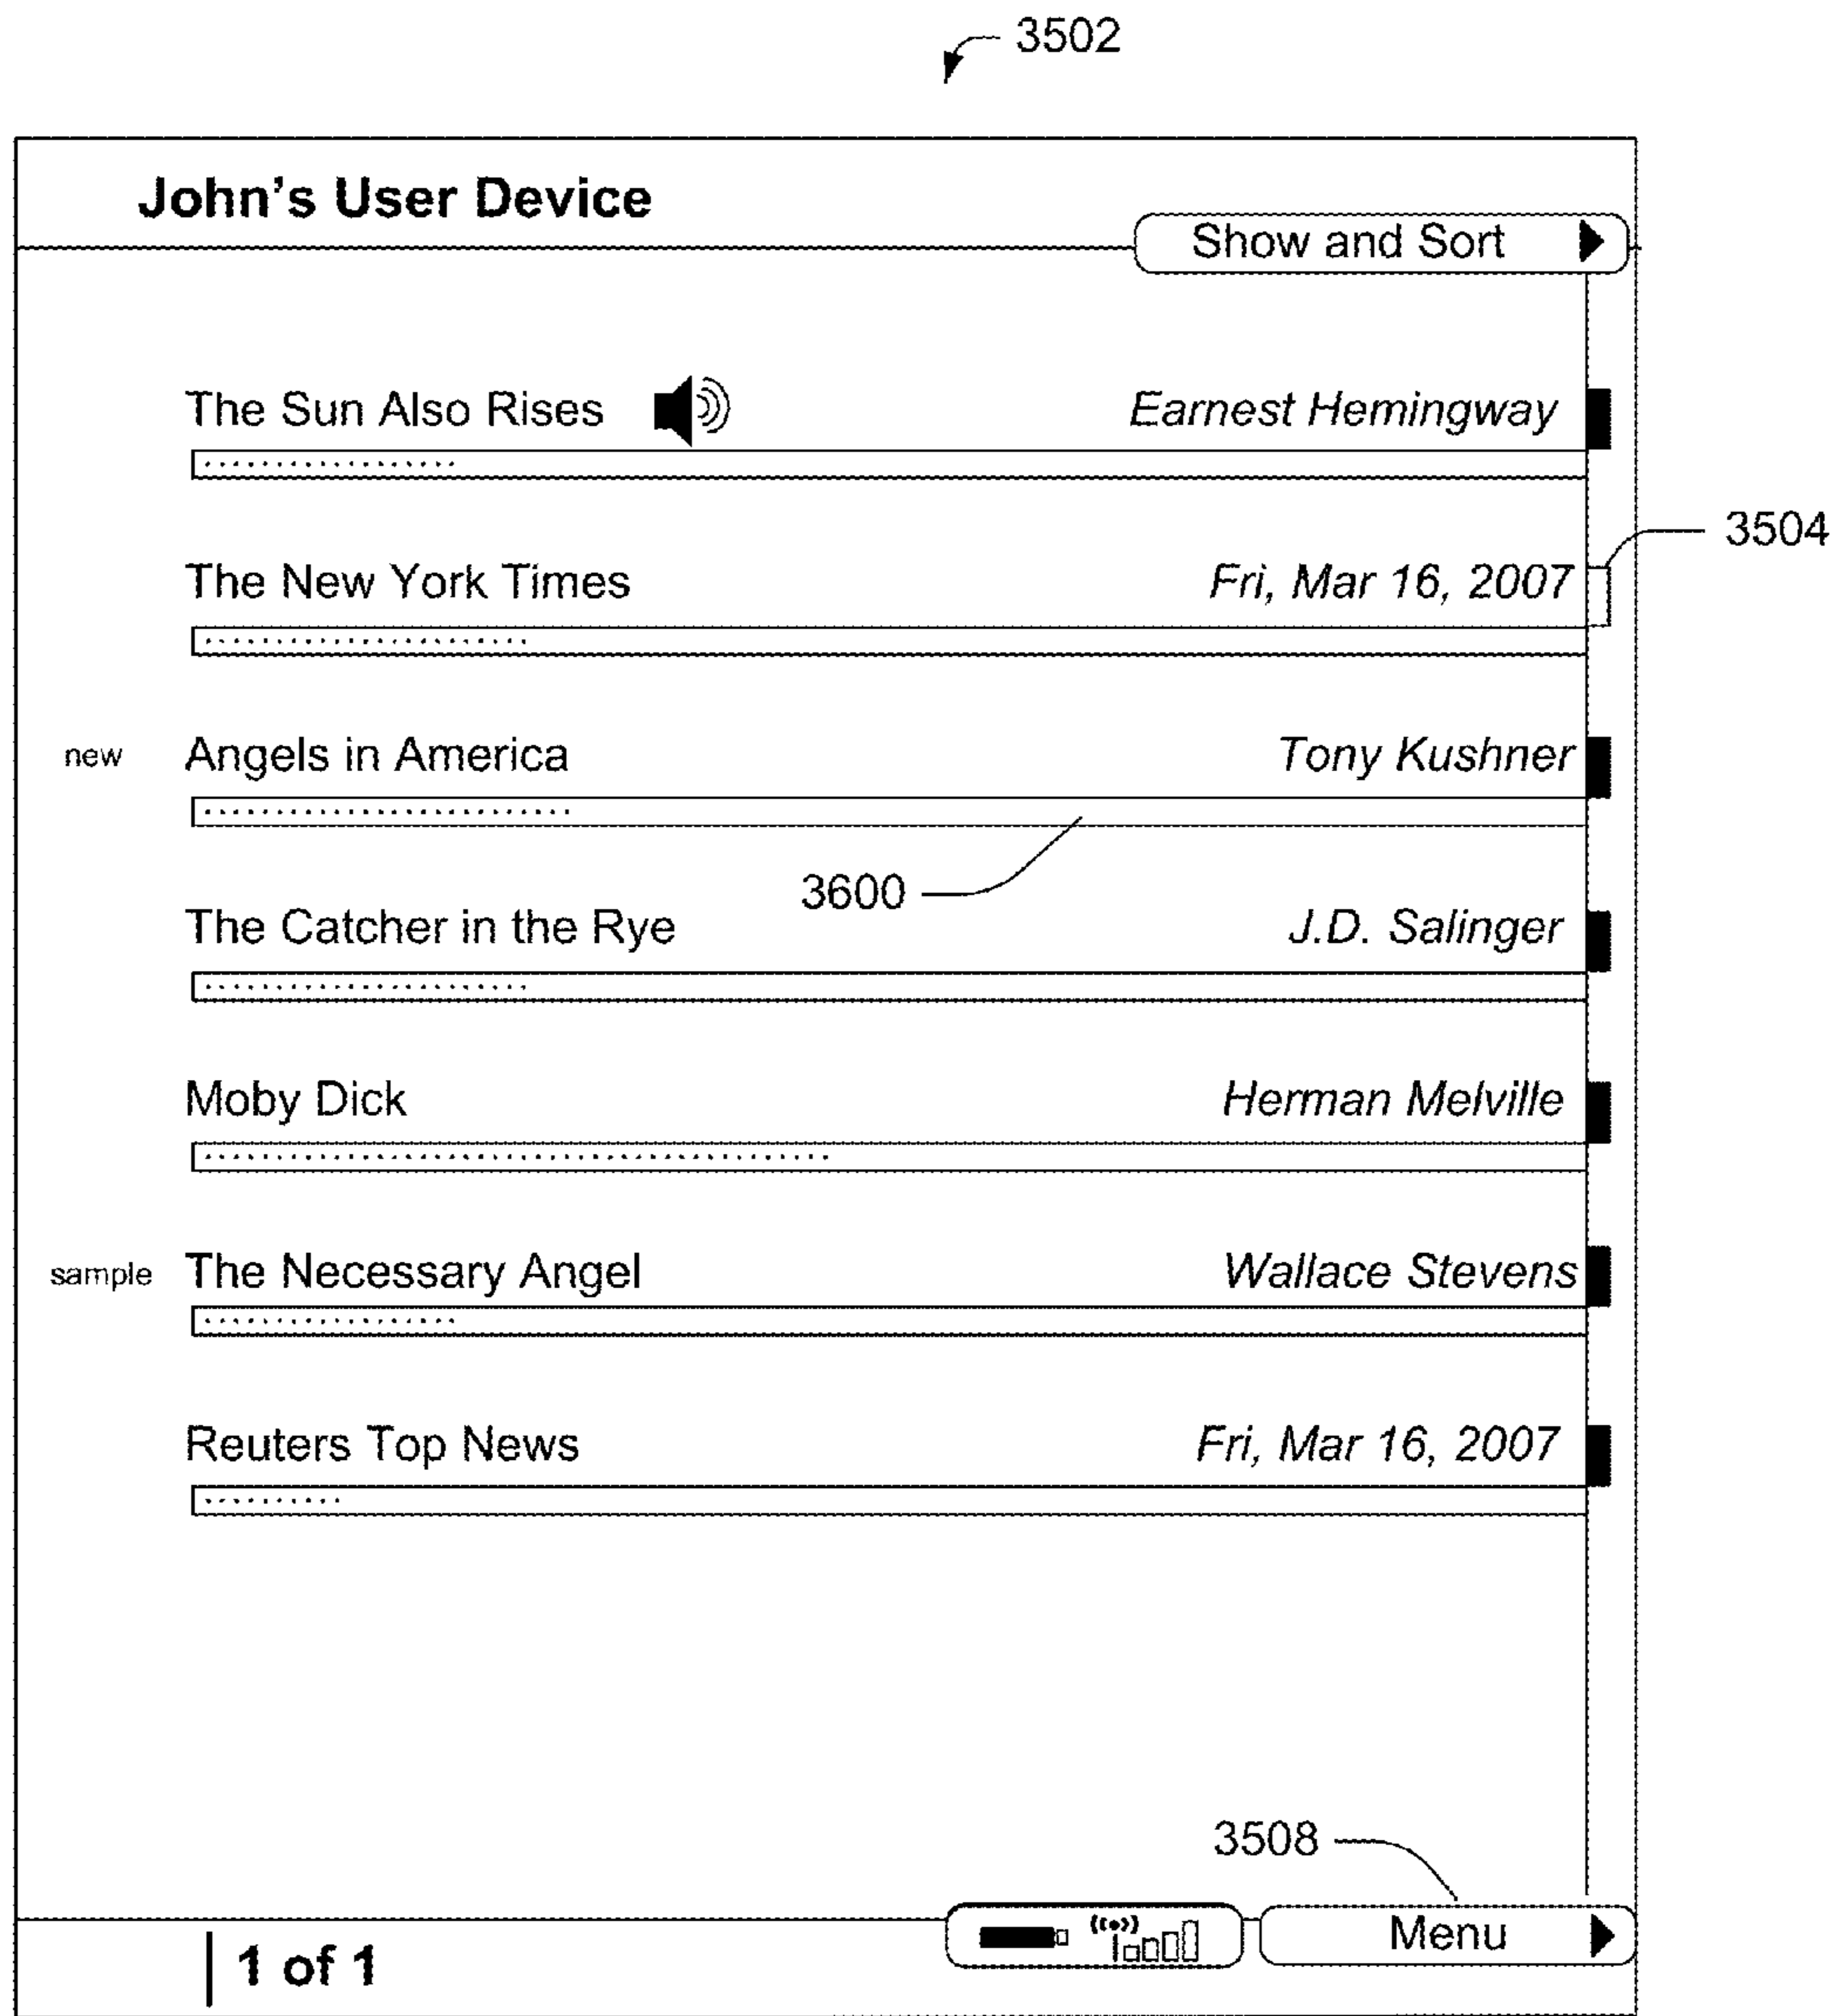 3502
John's User Device
Show and Sort
The Sun Also Rises Earnest Hemingway
3504
The New York Times Fri, Mar 16, 2007
new Angels in America Tony Kushner
3600
The Catcher in the Rye J.D. Salinger
Moby Dick Herman Melville
sample The Necessary Angel Wallace Stevens
Reuters Top News Fri, Mar 16, 2007
3508
Menu
1 of 1